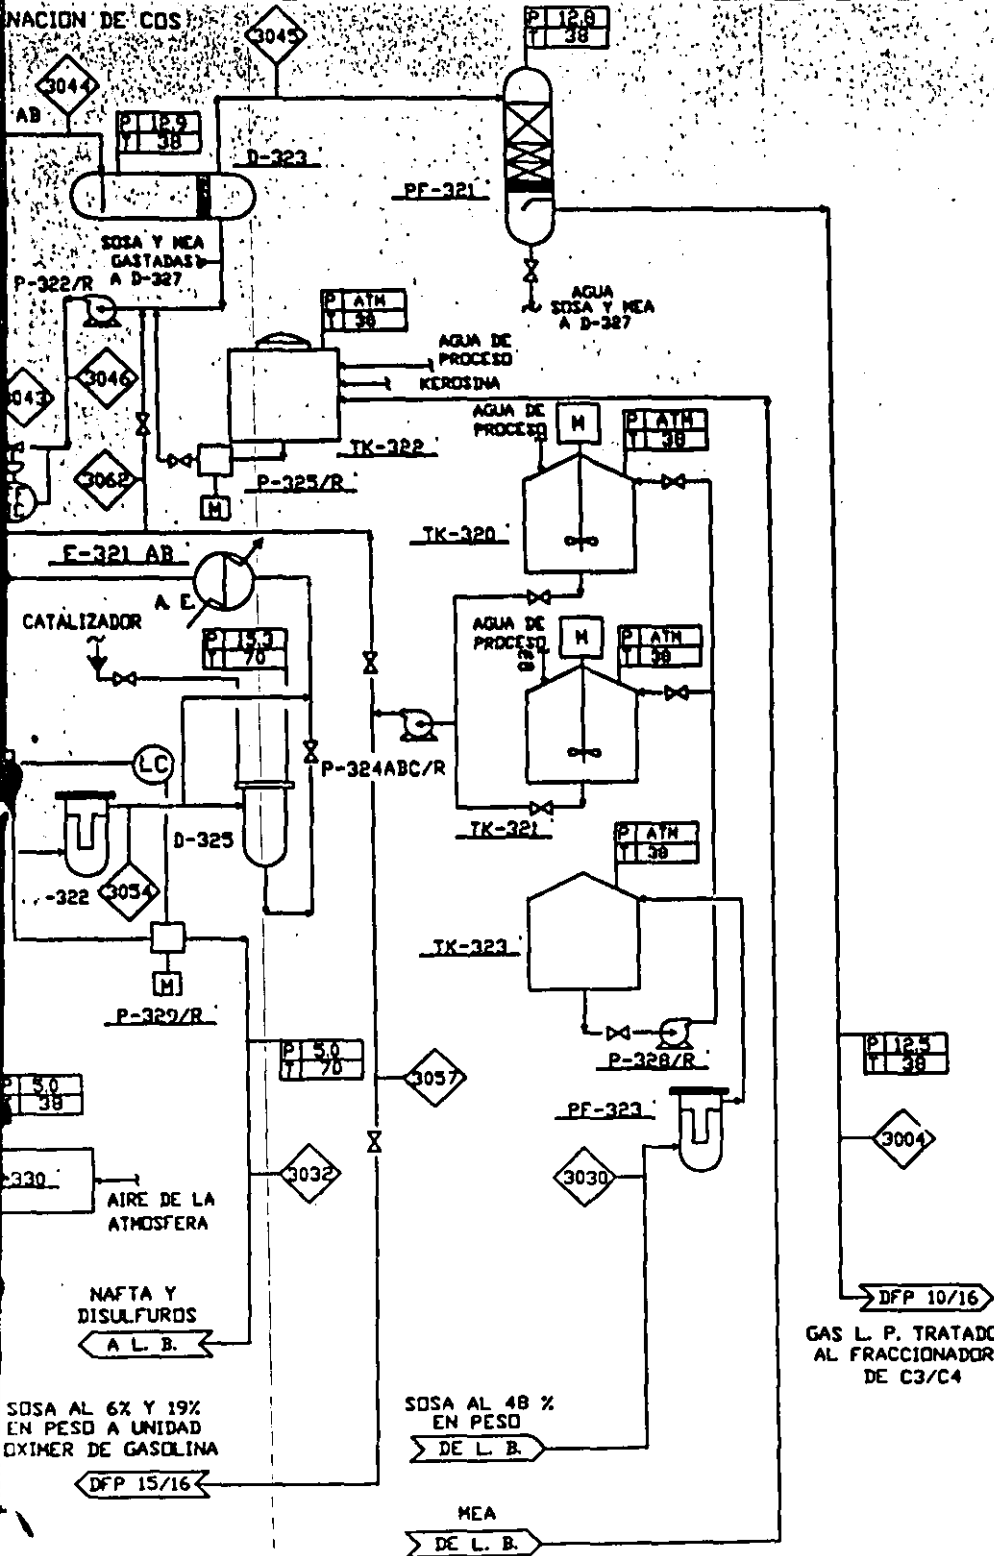 NACION DE COS
3045
P 12.8
T 38
3044
AB
P 12.9
T 38
D-323
PF-321
SOSA Y MEA
GASTADAS
A D-327
P-322/R
AGUA
SOSA Y MEA
A D-327
P ATM
T 38
AGUA DE
PROCESO
KEROSINA
3046
3043
AGUA DE
PROCESO
M
P ATM
T 38
TK-322
3062
P-325/R
M
TK-320
E-321 AB
A. E.
CATALIZADOR
P 15.3
T 70
AGUA DE
PROCESO
M
P ATM
T 38
LC
P-324ABC/R
TK-321
D-325
P ATM
T 38
-322
3054
TK-323
M
P-329/R
P 5.0
T 70
P-328/R
P 12.5
T 38
P 5.0
T 38
3057
PF-323
3004
3032
3030
-330
AIRE DE LA
ATMOSFERA
NAFTA Y
DISULFUROS
A L. B.
DFP 10/16
GAS L. P. TRATADO
AL FRACCIONADOR
DE C3/C4
SOSA AL 6% Y 19%
EN PESO A UNIDAD
OXIMER DE GASOLINA
DFP 15/16
SOSA AL 48 %
EN PESO
DE L. B.
MEA
DE L. B.